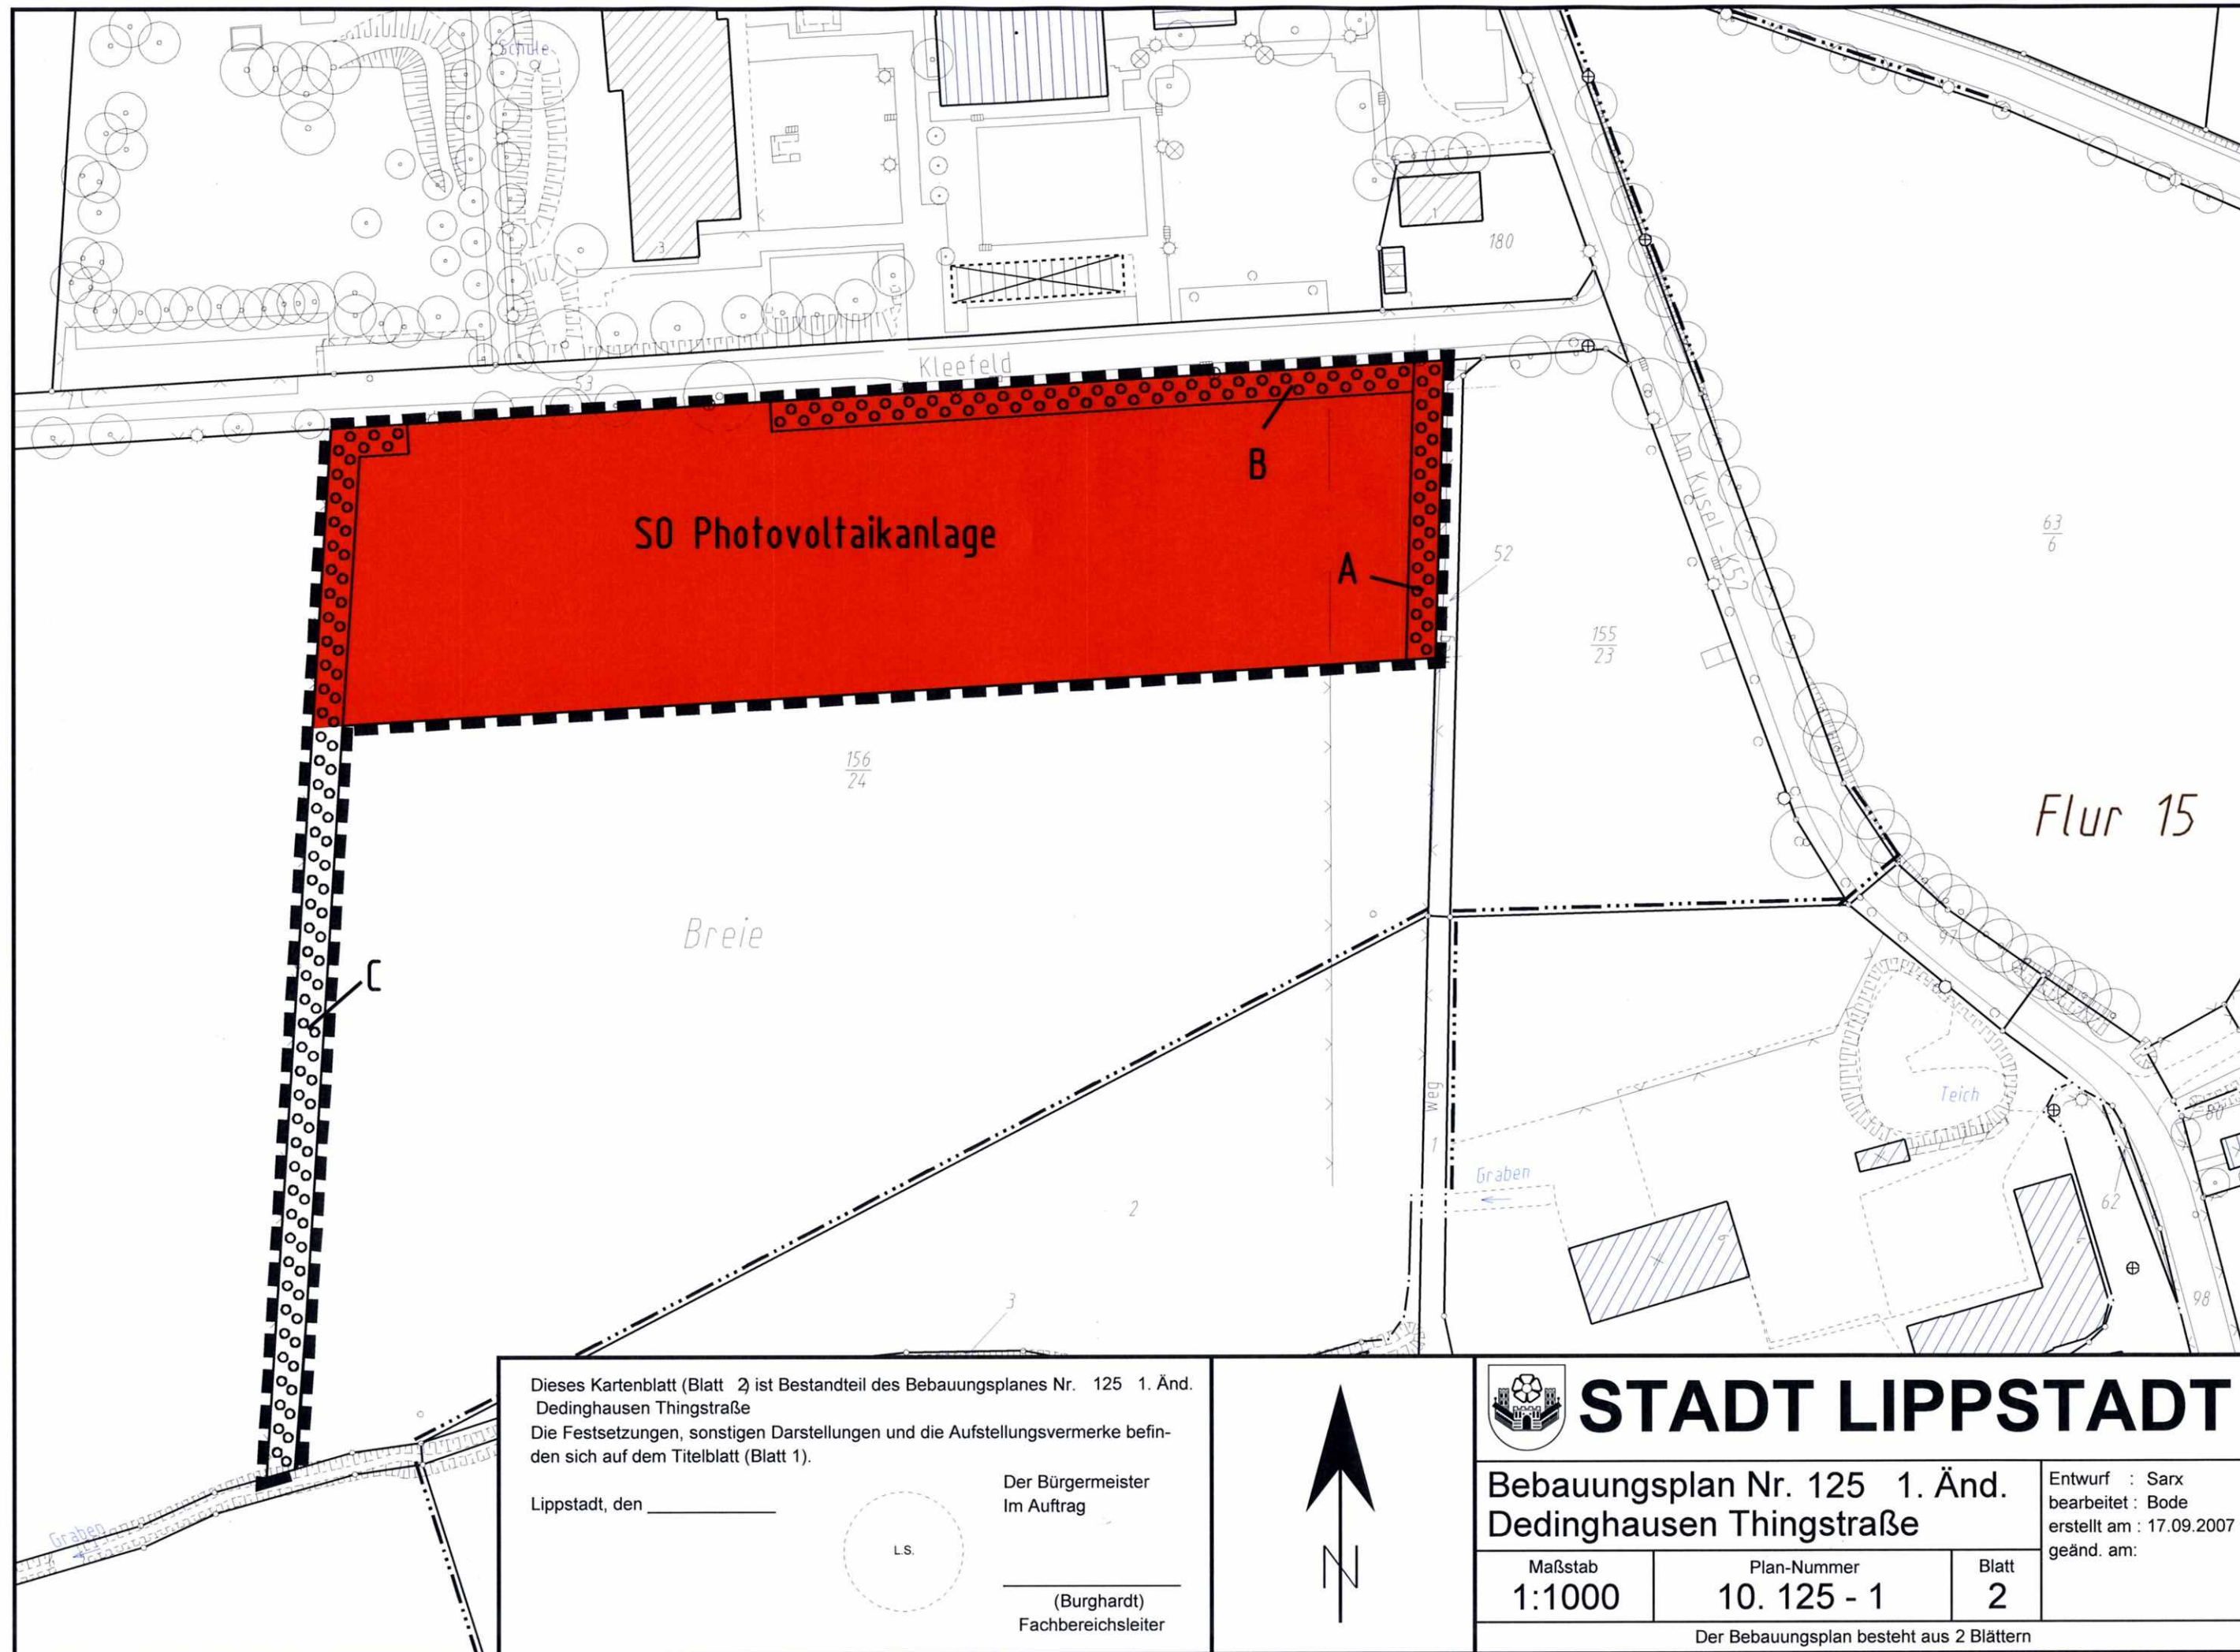 Schule
3
1
180
Kleefeld
53
B
SO Photovoltaikanlage
A
52
Am Kusel - K52
63
6
155
23
Weg
156
24
Flur 15
Breie
C
97
Teich
80
Weg
1
Graben
2
62
6
3
98
Graben
Dieses Kartenblatt (Blatt 2) ist Bestandteil des Bebauungsplanes Nr. 125 1. Änd.
Dedinghausen Thingstraße
Die Festsetzungen, sonstigen Darstellungen und die Aufstellungsvermerke befin-
den sich auf dem Titelblatt (Blatt 1).
Lippstadt, den
Der Bürgermeister
Im Auftrag
L.S.
(Burghardt)
Fachbereichsleiter
N
STADT LIPPSTADT
Bebauungsplan Nr. 125 1. Änd.
Dedinghausen Thingstraße
Entwurf : Sarx
bearbeitet : Bode
erstellt am : 17.09.2007
geänd. am:
Maßstab
1:1000
Plan-Nummer
10. 125 - 1
Blatt
2
Der Bebauungsplan besteht aus 2 Blättern